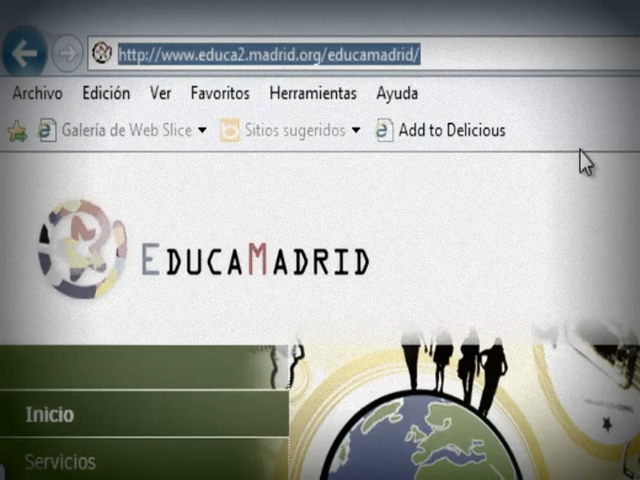 http://www.educa2.madrid.org/educamadrid/
Archivo Edición Ver Favoritos Herramientas Ayuda
Galería de Web Slice Sitios sugeridos Add to Delicious
EDUCAMADRID
Inicio
Servicios